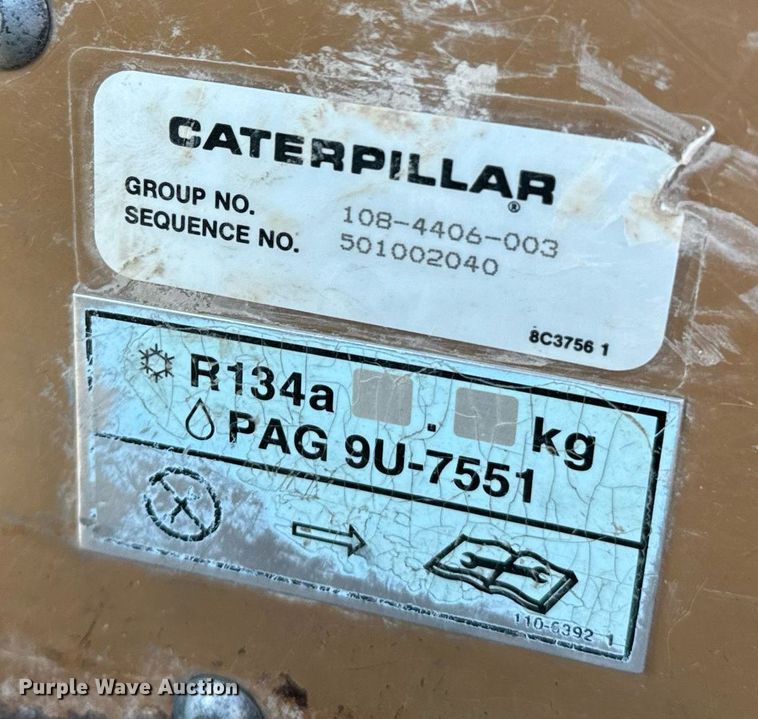 CATERPILLAR®
GROUP NO. 108-4406-003
SEQUENCE NO. 501002040
8C3756 1
R134a . kg
PAG 9U-7551
110-6392 1
Purple Wave Auction